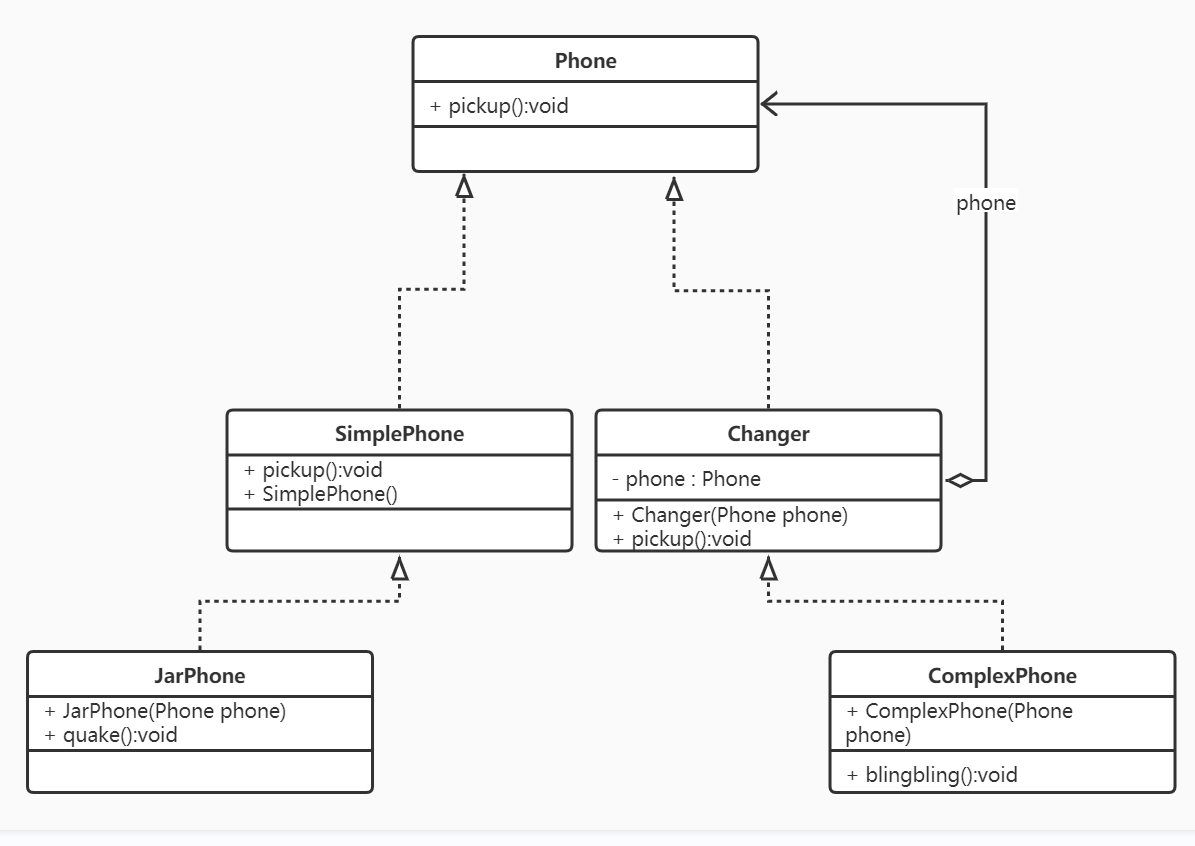 Phone
+ pickup():void
phone
SimplePhone
+ pickup():void
+ SimplePhone()
Changer
- phone : Phone
+ Changer(Phone phone)
+ pickup():void
JarPhone
+ JarPhone(Phone phone)
+ quake():void
ComplexPhone
+ ComplexPhone(Phone
phone)
+ blingbling():void